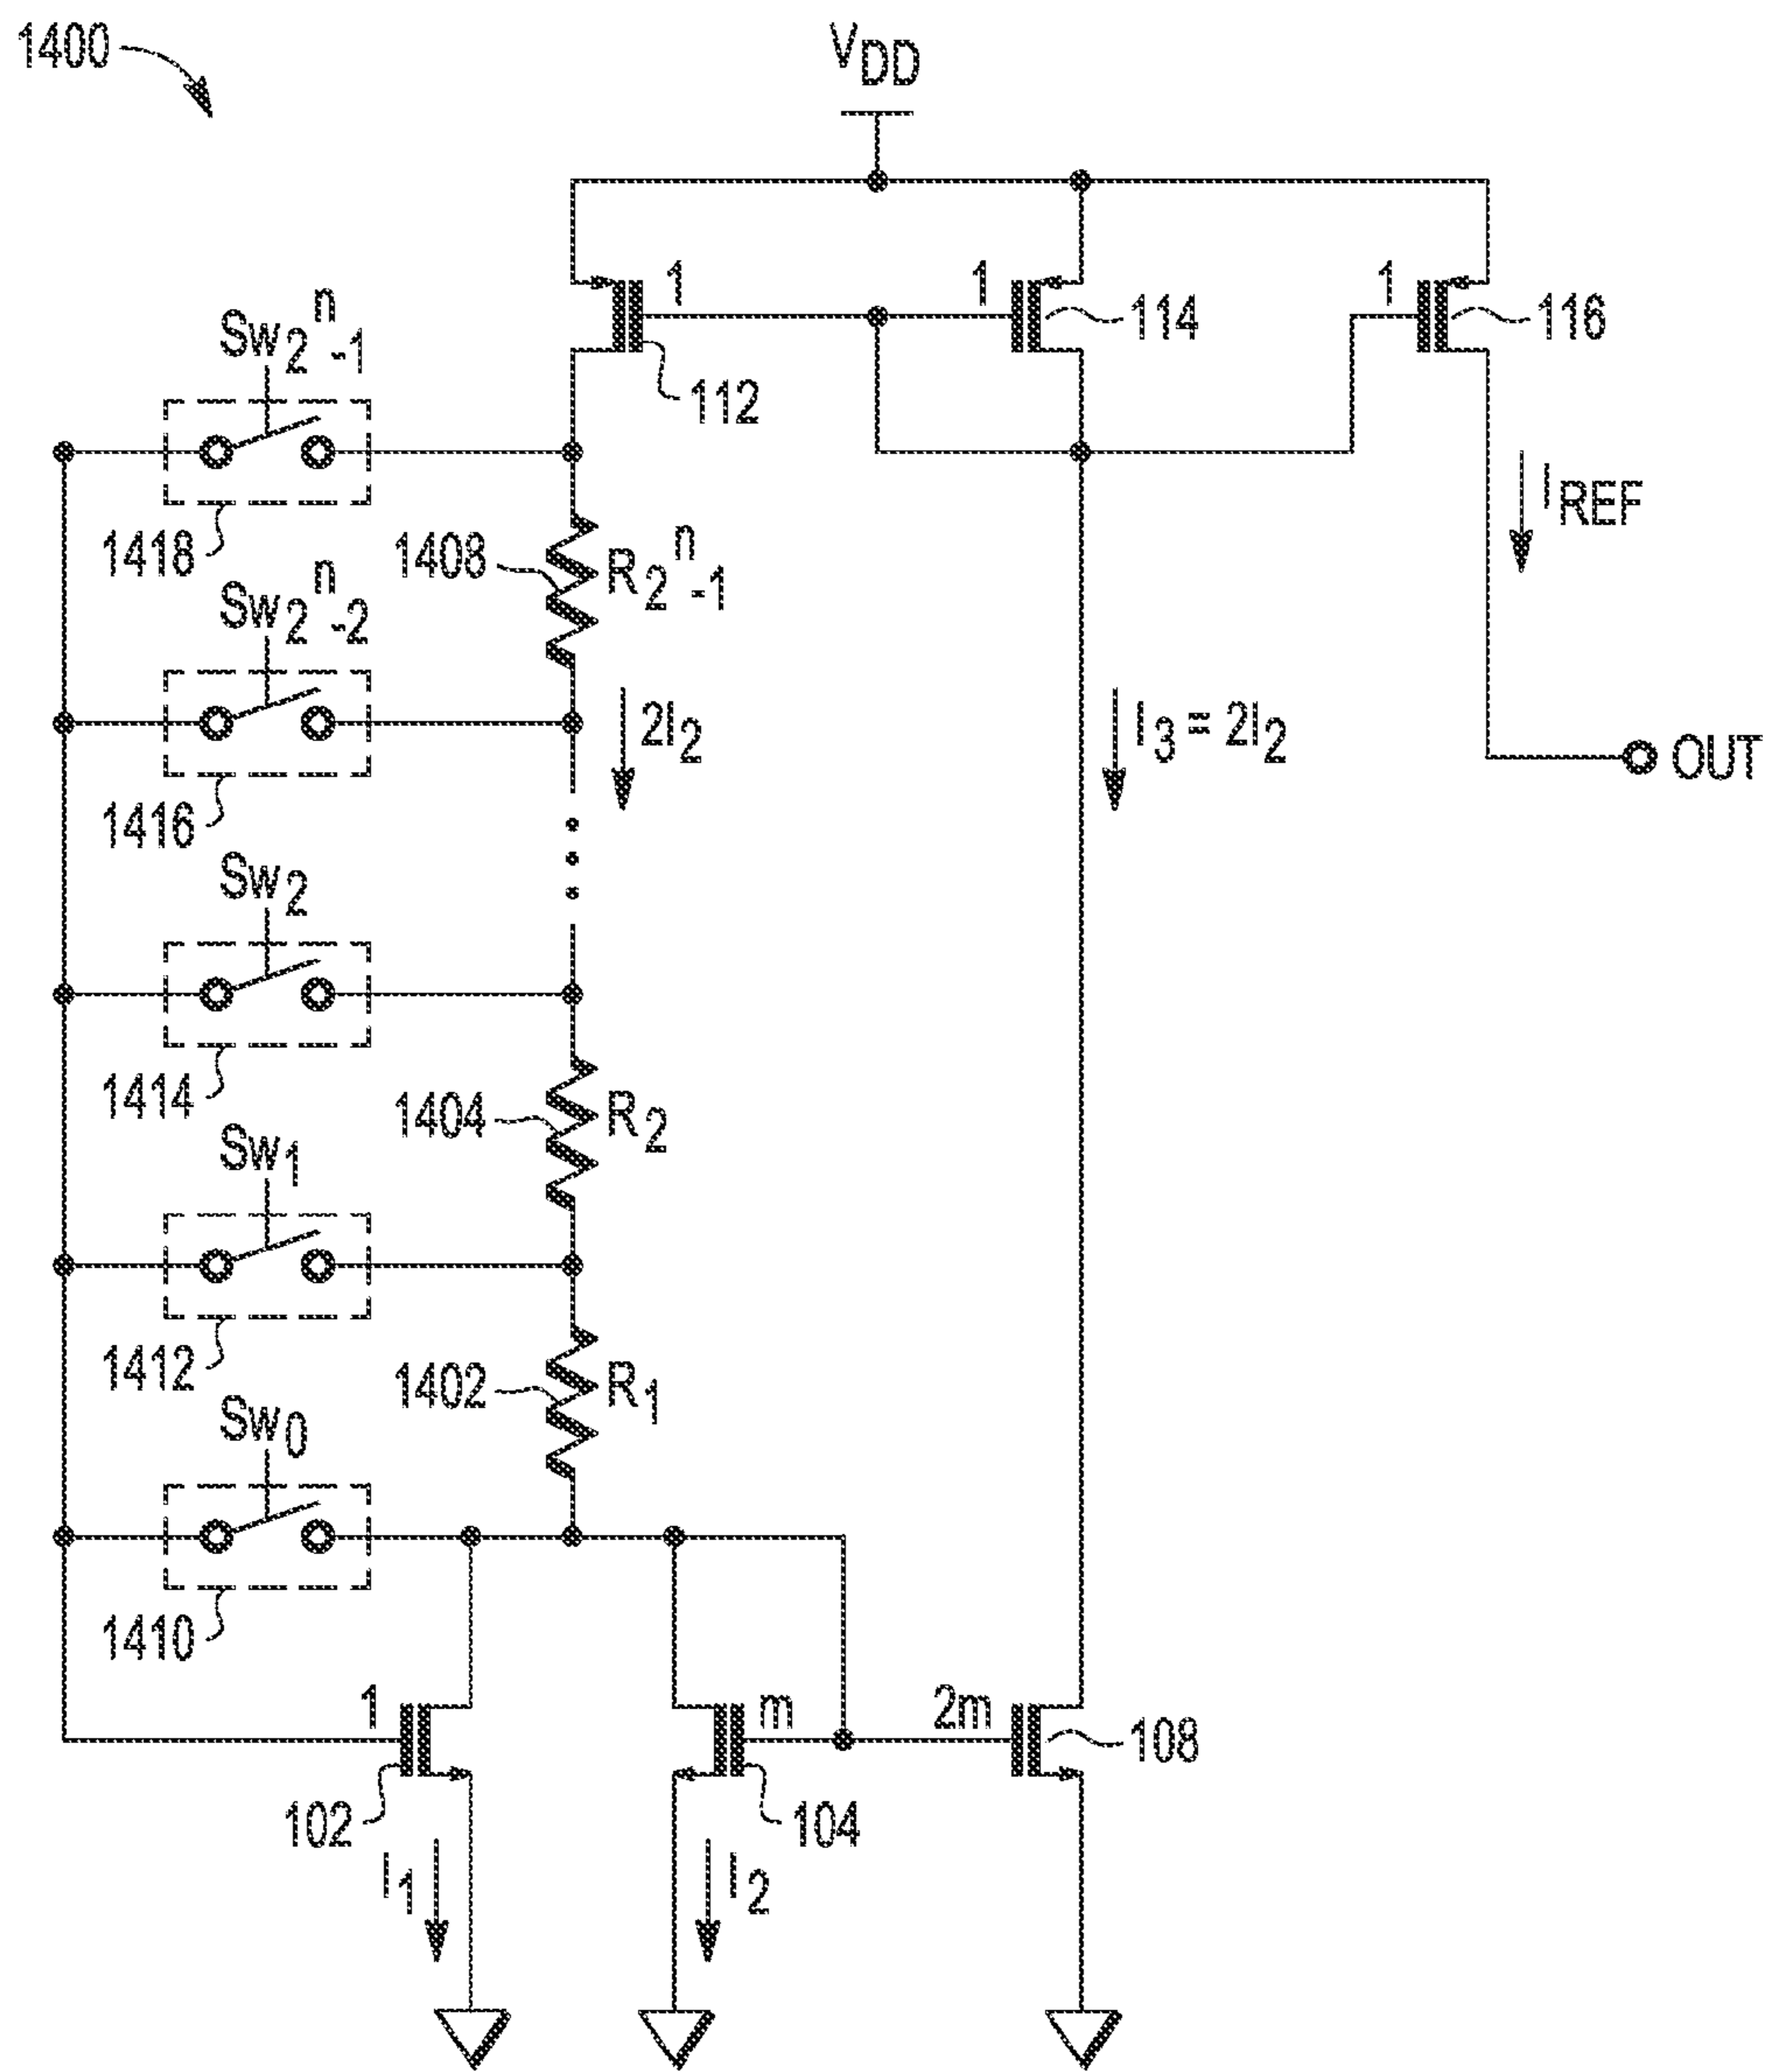 1400
VDD
1
1
114
1
116
112
Sw2n-1
1418
1408
R2n-1
IREF
Sw2n-2
1416
2I2
I3 = 2I2
OUT
Sw2
1414
1404
R2
Sw1
1412
1402
R1
Sw0
1410
1
102
m
104
2m
108
I1
I2